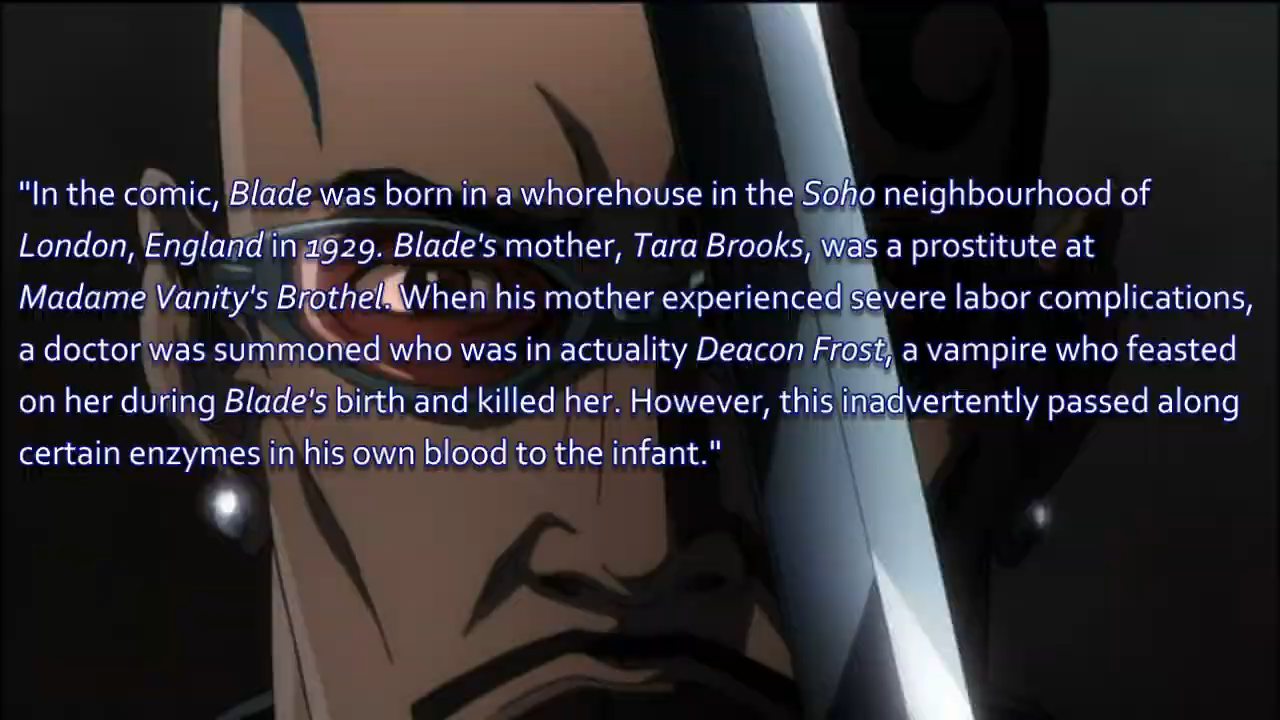 "In the comic, Blade was born in a whorehouse in the Soho neighbourhood of
London, England in 1929. Blade's mother, Tara Brooks, was a prostitute at
Madame Vanity's Brothel. When his mother experienced severe labor complications,
a doctor was summoned who was in actuality Deacon Frost, a vampire who feasted
on her during Blade's birth and killed her. However, this inadvertently passed along
certain enzymes in his own blood to the infant."